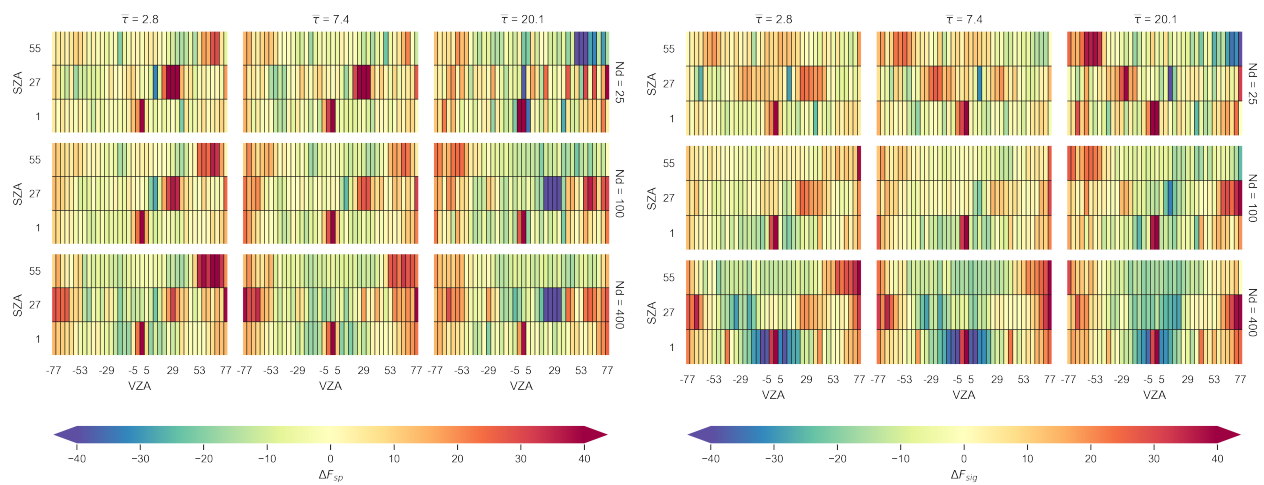 τ̅ = 2.8
τ̅ = 7.4
τ̅ = 20.1
SZA
55
27
1
Nd = 25
SZA
55
27
1
Nd = 100
SZA
55
27
1
Nd = 400
-77 -53 -29 -5 5 29 53 77
-77 -53 -29 -5 5 29 53 77
-77 -53 -29 -5 5 29 53 77
VZA
VZA
VZA
−40 −30 −20 −10 0 10 20 30 40
ΔF_sp
τ̅ = 2.8
τ̅ = 7.4
τ̅ = 20.1
SZA
55
27
1
Nd = 25
SZA
55
27
1
Nd = 100
SZA
55
27
1
Nd = 400
-77 -53 -29 -5 5 29 53 77
-77 -53 -29 -5 5 29 53 77
-77 -53 -29 -5 5 29 53 77
VZA
VZA
VZA
−40 −30 −20 −10 0 10 20 30 40
ΔF_sig